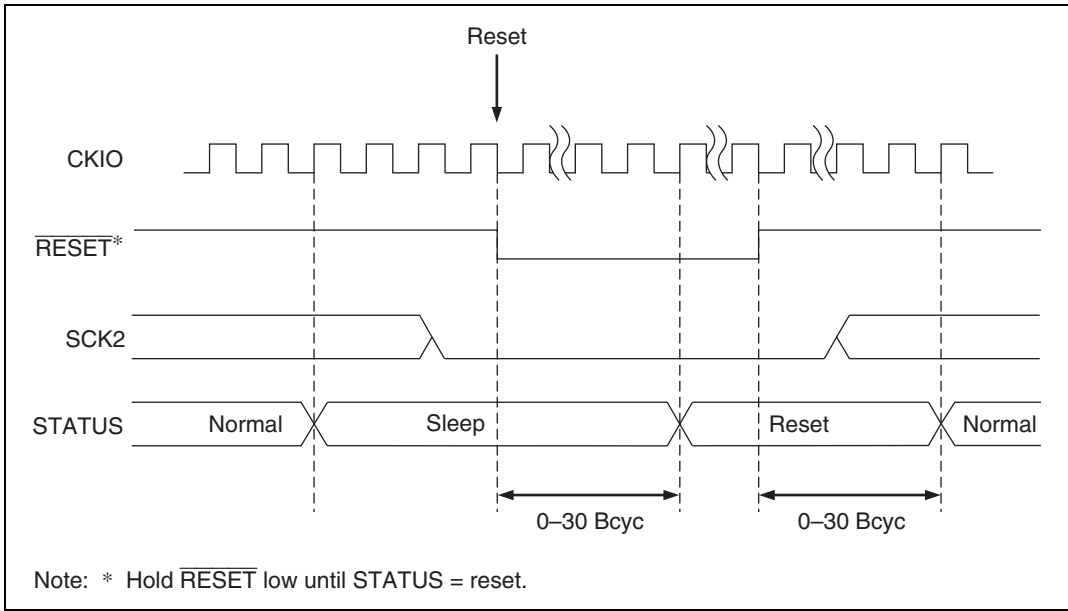 Reset
CKIO
RESET*
SCK2
STATUS Normal Sleep Reset Normal
0–30 Bcyc 0–30 Bcyc
Note: * Hold RESET low until STATUS = reset.